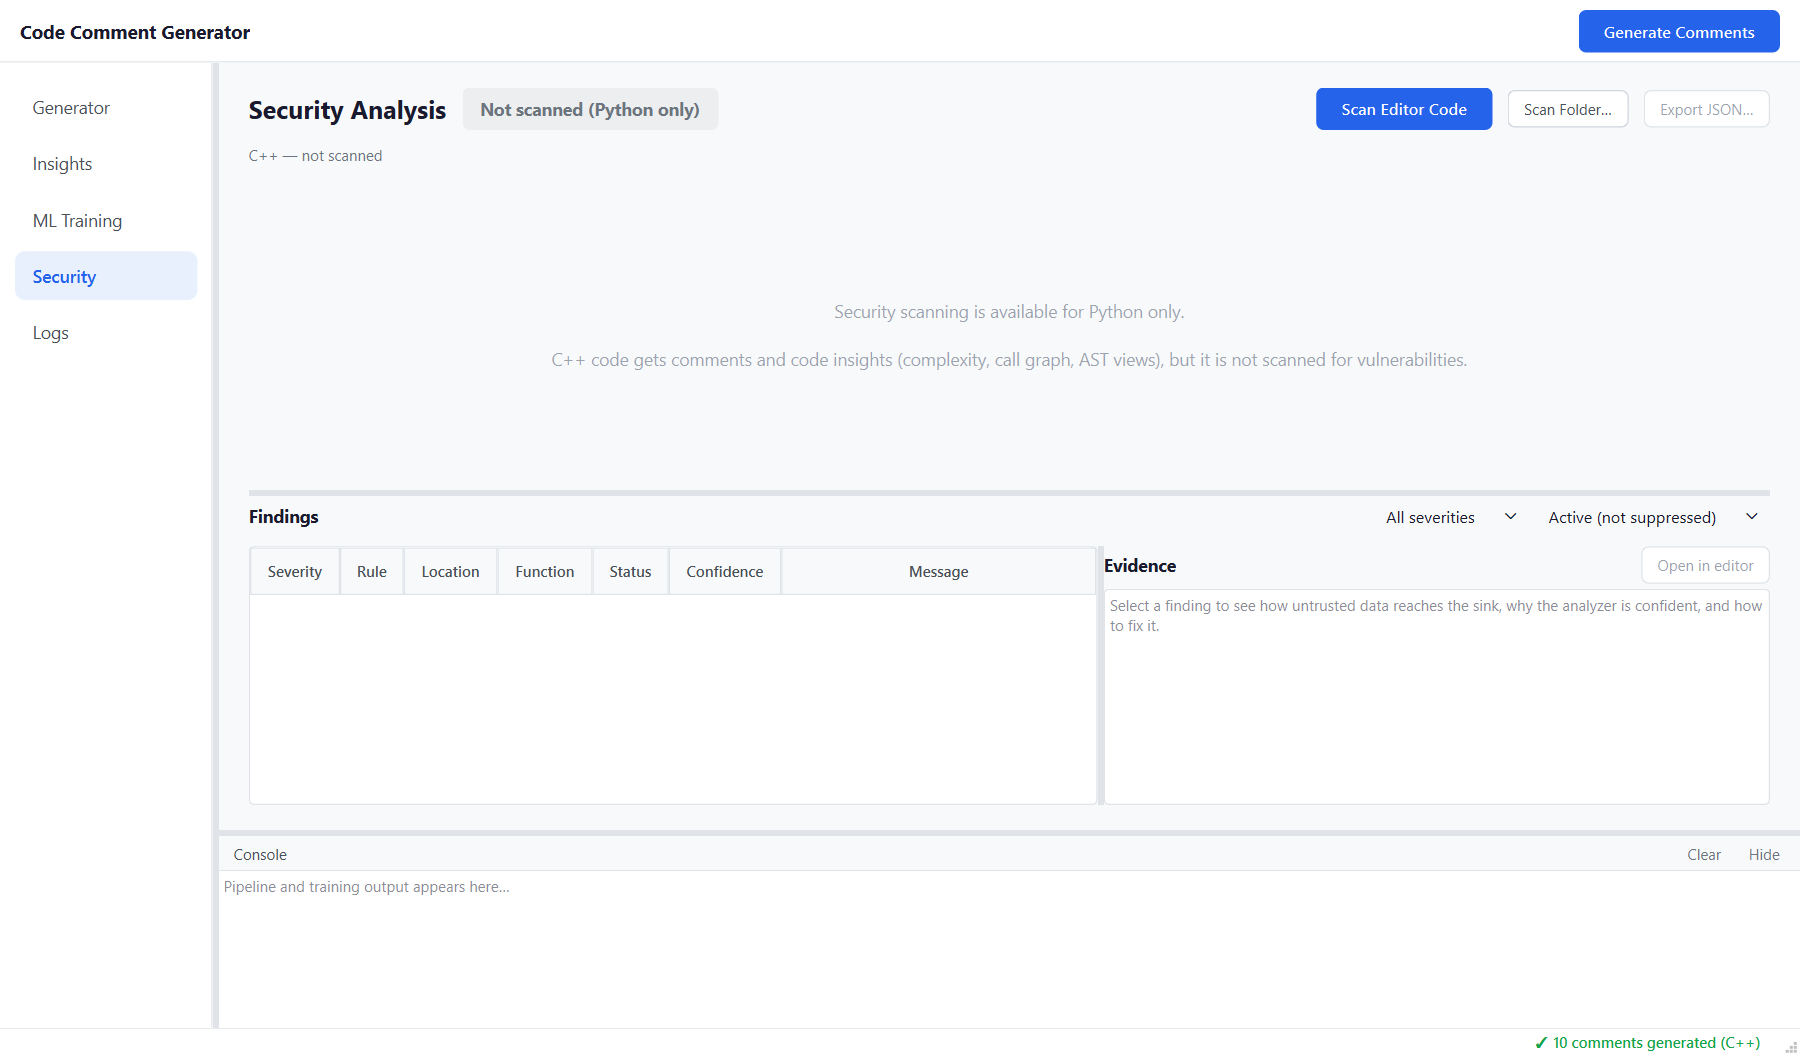 Code Comment Generator
Generate Comments
Generator
Insights
ML Training
Security
Logs
Security Analysis
Not scanned (Python only)
Scan Editor Code
Scan Folder...
Export JSON...
C++ — not scanned
Security scanning is available for Python only.
C++ code gets comments and code insights (complexity, call graph, AST views), but it is not scanned for vulnerabilities.
Findings
All severities
Active (not suppressed)
Severity
Rule
Location
Function
Status
Confidence
Message
Evidence
Open in editor
Select a finding to see how untrusted data reaches the sink, why the analyzer is confident, and how
to fix it.
Console
Clear
Hide
Pipeline and training output appears here...
✓ 10 comments generated (C++)